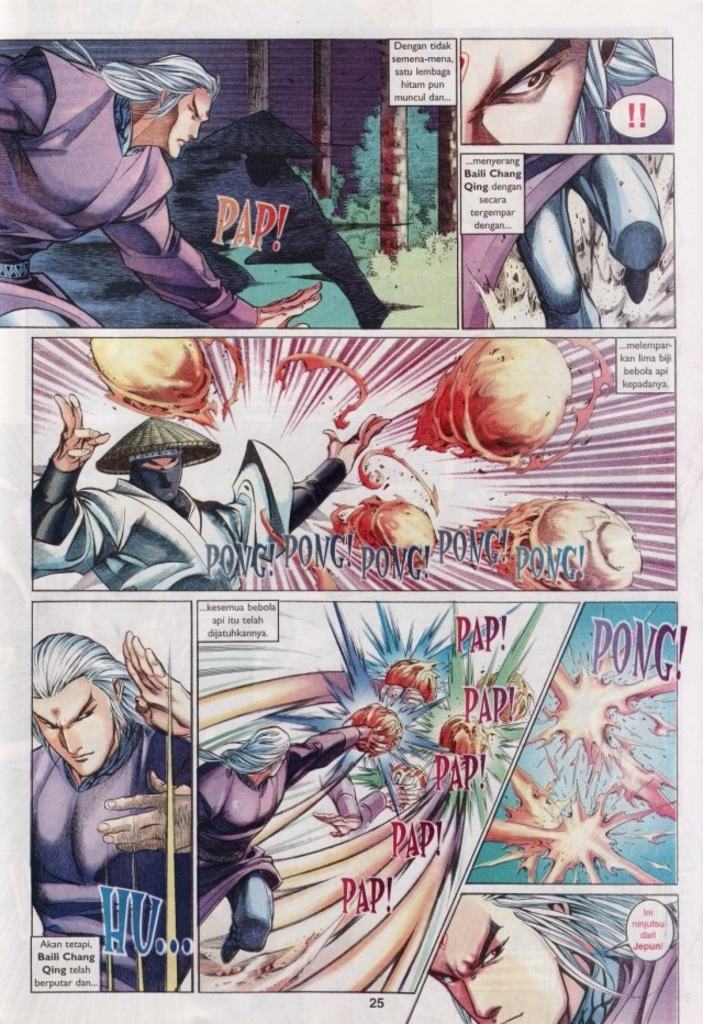 Dengan tidak
semena-mena,
satu lembaga
hitam pun
muncul dan...
PAP!
!!
...menyerang
Baili Chang
Qing dengan
secara
tergempar
dengan...
...melempar-
kan lima biji
bebola api
kepadanya.
PONG! PONG! PONG! PONG! PONG!
Akan tetapi,
Baili Chang
Qing telah
berputar dan...
HU...
...kesemua bebola
api itu telah
dijatuhkannya.
PAP!
PAP!
PAP!
PAP!
PAP!
PONG!
Ini
ninjutsu
dari
Jepun!
25